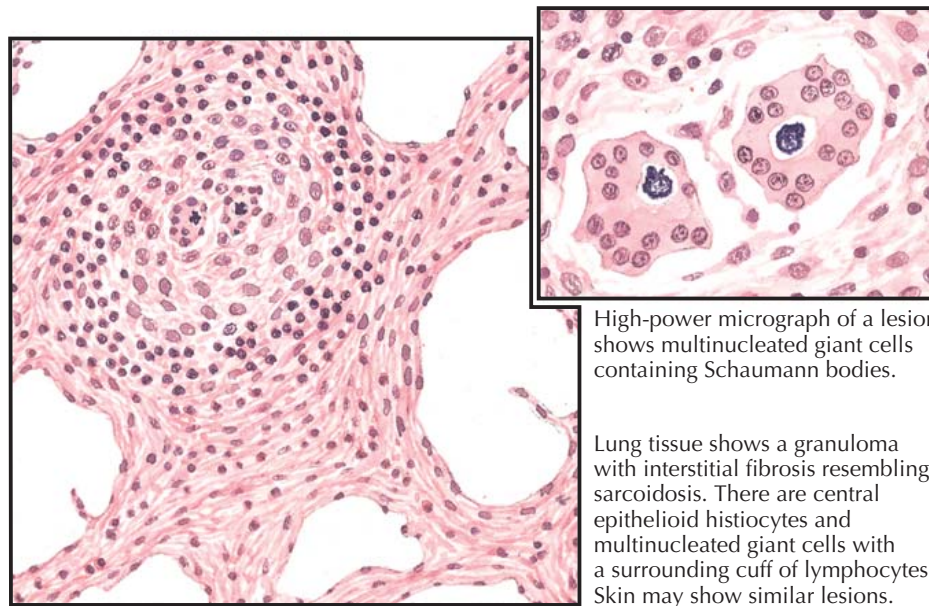 High-power micrograph of a lesion
shows multinucleated giant cells
containing Schaumann bodies.
Lung tissue shows a granuloma
with interstitial fibrosis resembling
sarcoidosis. There are central
epithelioid histiocytes and
multinucleated giant cells with
a surrounding cuff of lymphocytes
Skin may show similar lesions.